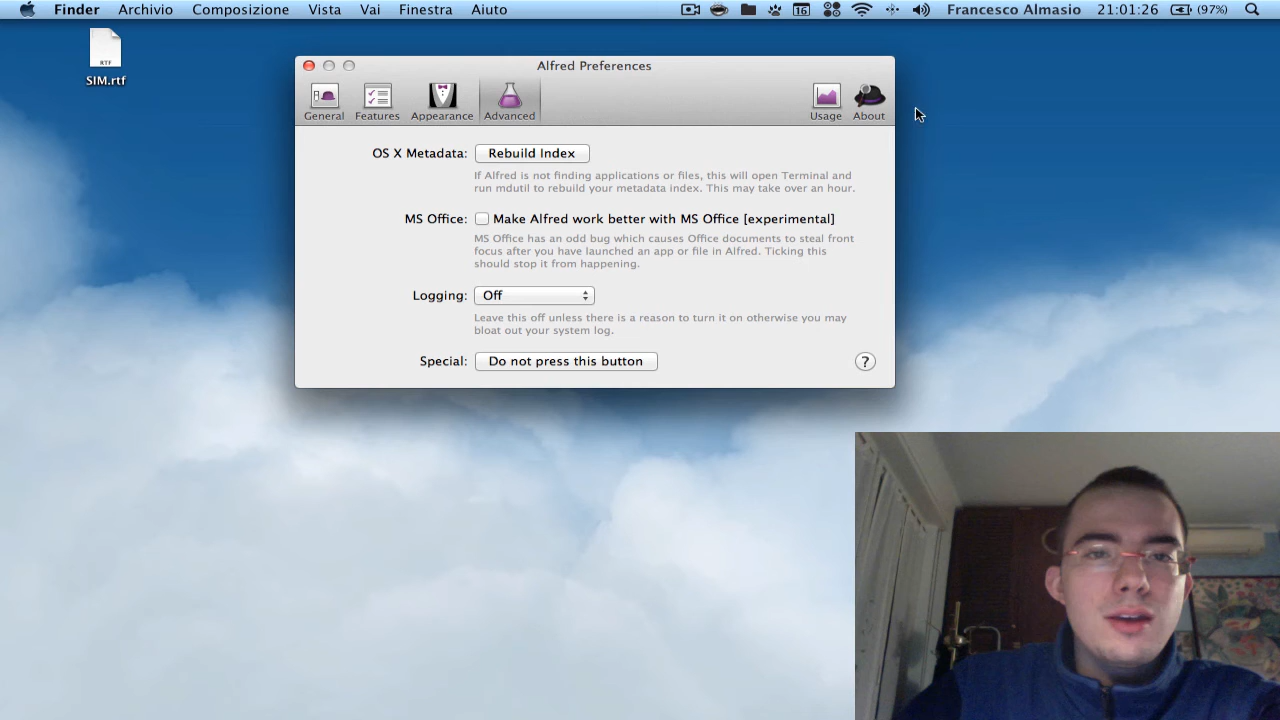 Finder Archivio Composizione Vista Vai Finestra Aiuto 16 Francesco Almasio 21:01:26 (97%)
RTF
SIM.rtf
Alfred Preferences
General Features Appearance Advanced Usage About
OS X Metadata: Rebuild Index
If Alfred is not finding applications or files, this will open Terminal and
run mdutil to rebuild your metadata index. This may take over an hour.
MS Office: Make Alfred work better with MS Office [experimental]
MS Office has an odd bug which causes Office documents to steal front
focus after you have launched an app or file in Alfred. Ticking this
should stop it from happening.
Logging: Off
Leave this off unless there is a reason to turn it on otherwise you may
bloat out your system log.
Special: Do not press this button ?